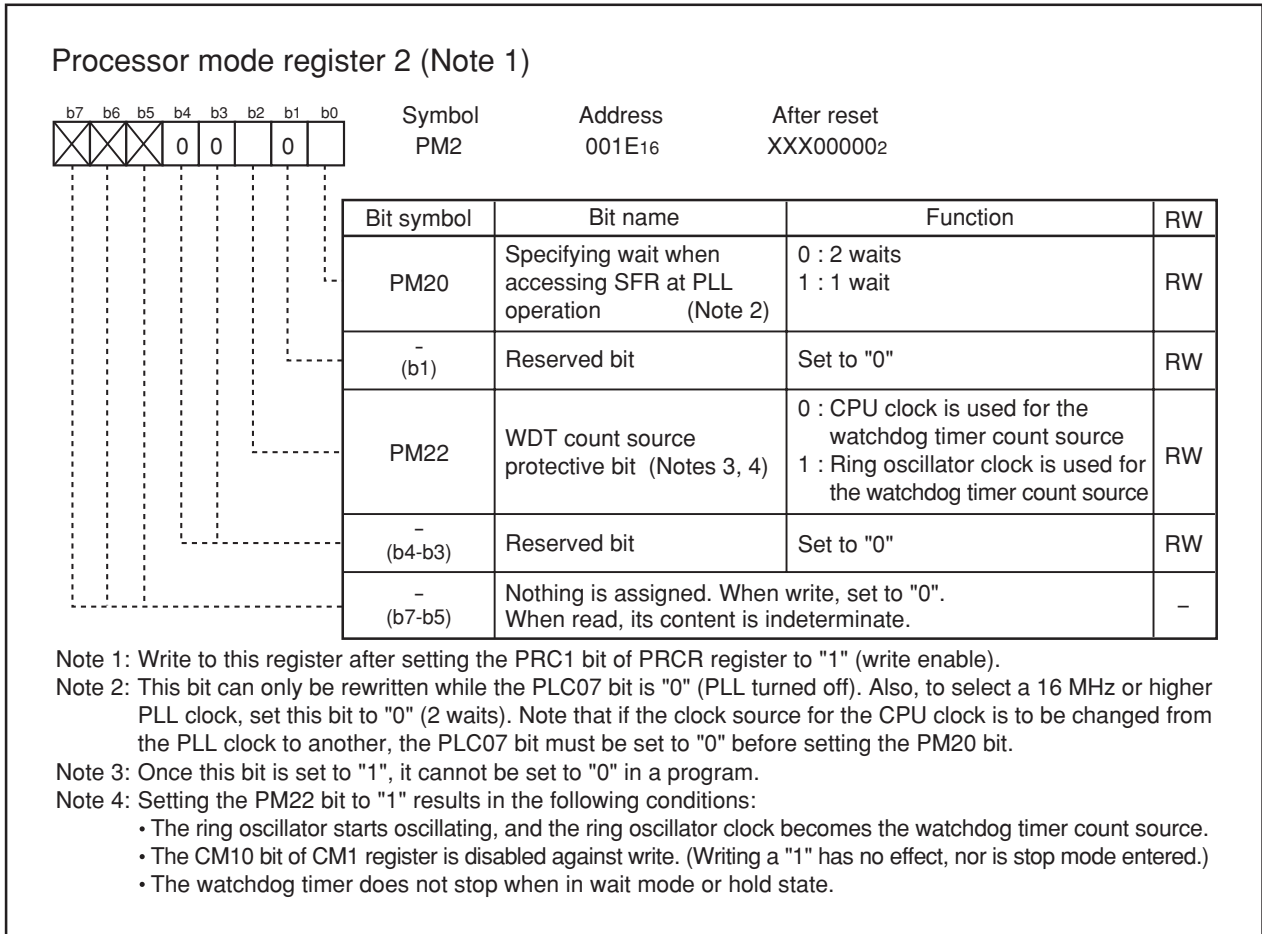 Processor mode register 2 (Note 1)
b7 b6 b5 b4 b3 b2 b1 b0
0 0 0
Symbol Address After reset
PM2 001E16 XXX000002
Bit symbol Bit name Function RW
PM20 Specifying wait when accessing SFR at PLL operation (Note 2) 0 : 2 waits 1 : 1 wait RW
–
(b1) Reserved bit Set to "0" RW
PM22 WDT count source protective bit (Notes 3, 4) 0 : CPU clock is used for the watchdog timer count source 1 : Ring oscillator clock is used for the watchdog timer count source RW
–
(b4-b3) Reserved bit Set to "0" RW
–
(b7-b5) Nothing is assigned. When write, set to "0". When read, its content is indeterminate. –
Note 1: Write to this register after setting the PRC1 bit of PRCR register to "1" (write enable).
Note 2: This bit can only be rewritten while the PLC07 bit is "0" (PLL turned off). Also, to select a 16 MHz or higher
PLL clock, set this bit to "0" (2 waits). Note that if the clock source for the CPU clock is to be changed from
the PLL clock to another, the PLC07 bit must be set to "0" before setting the PM20 bit.
Note 3: Once this bit is set to "1", it cannot be set to "0" in a program.
Note 4: Setting the PM22 bit to "1" results in the following conditions:
• The ring oscillator starts oscillating, and the ring oscillator clock becomes the watchdog timer count source.
• The CM10 bit of CM1 register is disabled against write. (Writing a "1" has no effect, nor is stop mode entered.)
• The watchdog timer does not stop when in wait mode or hold state.